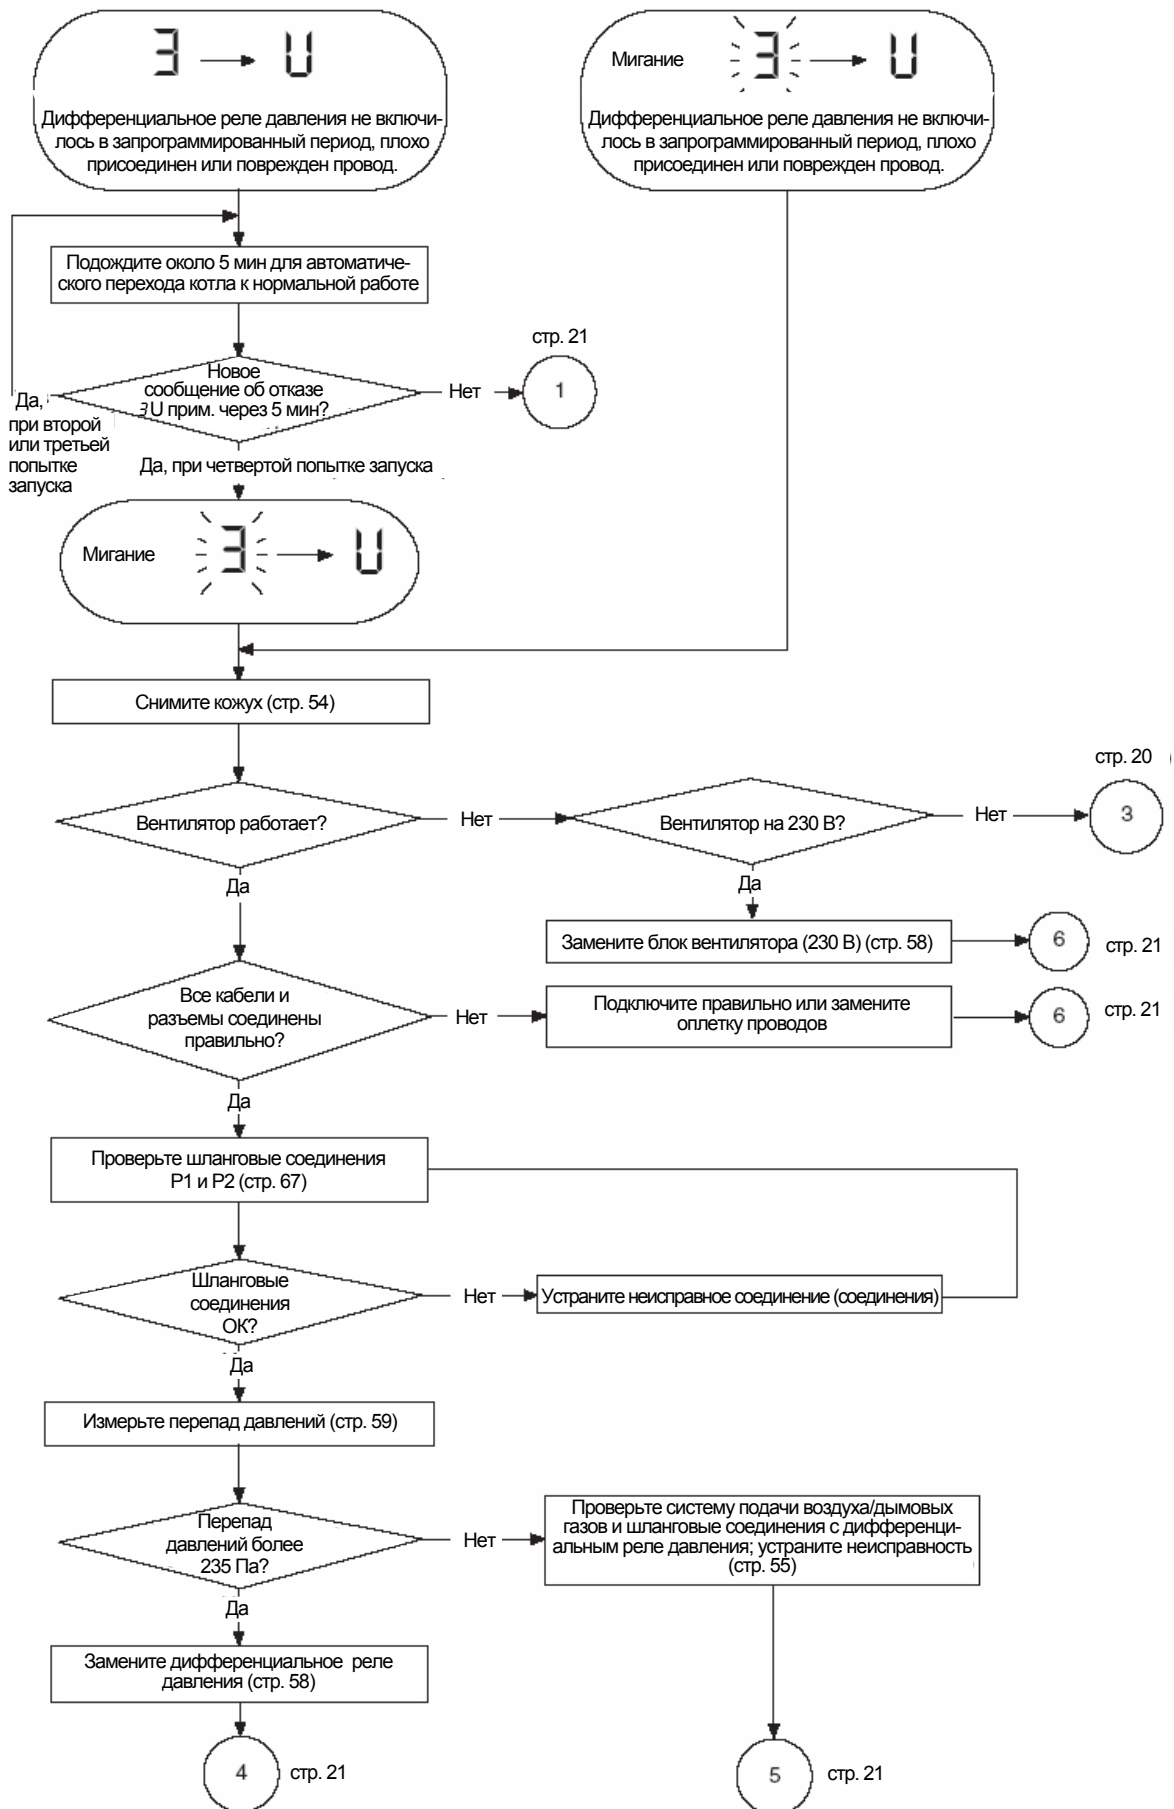 3 → U
Дифференциальное реле давления не включи-
лось в запрограммированный период, плохо
присоединен или поврежден провод.
Мигание 3 → U
Дифференциальное реле давления не включи-
лось в запрограммированный период, плохо
присоединен или поврежден провод.
Подождите около 5 мин для автоматиче-
ского перехода котла к нормальной работе
Новое
сообщение об отказе
3U прим. через 5 мин?
Нет
стр. 21
1
Да,
при второй
или третьей
попытке
запуска
Да, при четвертой попытке запуска
Мигание 3 → U
Снимите кожух (стр. 54)
Вентилятор работает?
Нет
Вентилятор на 230 В?
Нет
стр. 20
3
Да
Да
Замените блок вентилятора (230 В) (стр. 58)
6
стр. 21
Все кабели и
разъемы соединены
правильно?
Нет
Подключите правильно или замените
оплетку проводов
6
стр. 21
Да
Проверьте шланговые соединения
P1 и P2 (стр. 67)
Шланговые
соединения
ОК?
Нет
Устраните неисправное соединение (соединения)
Да
Измерьте перепад давлений (стр. 59)
Перепад
давлений более
235 Па?
Нет
Проверьте систему подачи воздуха/дымовых
газов и шланговые соединения с дифференци-
альным реле давления; устраните неисправность
(стр. 55)
Да
Замените дифференциальное реле
давления (стр. 58)
4
стр. 21
5
стр. 21